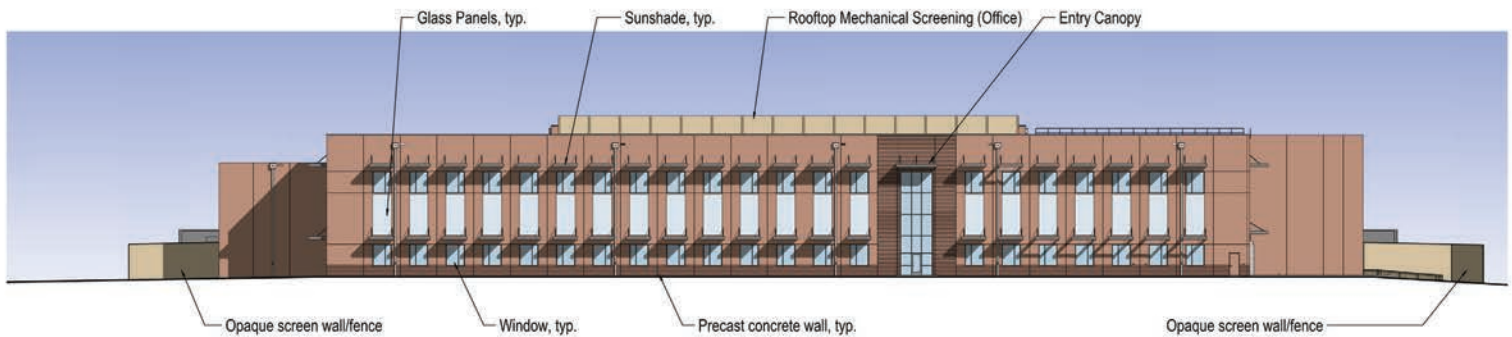 Glass Panels, typ.
Sunshade, typ.
Rooftop Mechanical Screening (Office)
Entry Canopy
Opaque screen wall/fence
Window, typ.
Precast concrete wall, typ.
Opaque screen wall/fence